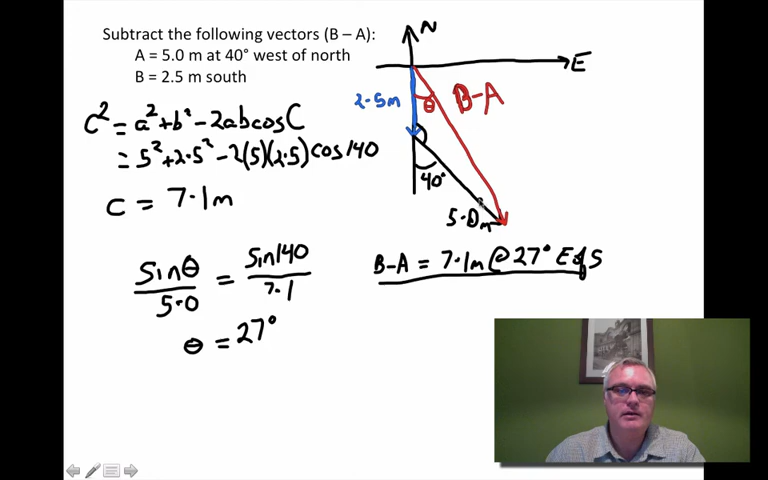 Subtract the following vectors (B – A):
A = 5.0 m at 40° west of north
B = 2.5 m south
C² = a² + b² - 2abcosC
= 5² + 2.5² - 2(5)(2.5) cos 140
C = 7.1m
Sinθ / 5.0 = Sin140 / 7.1
θ = 27°
N
E
2.5m
θ
B-A
40°
5.0m
B-A = 7.1m @ 27° E of S